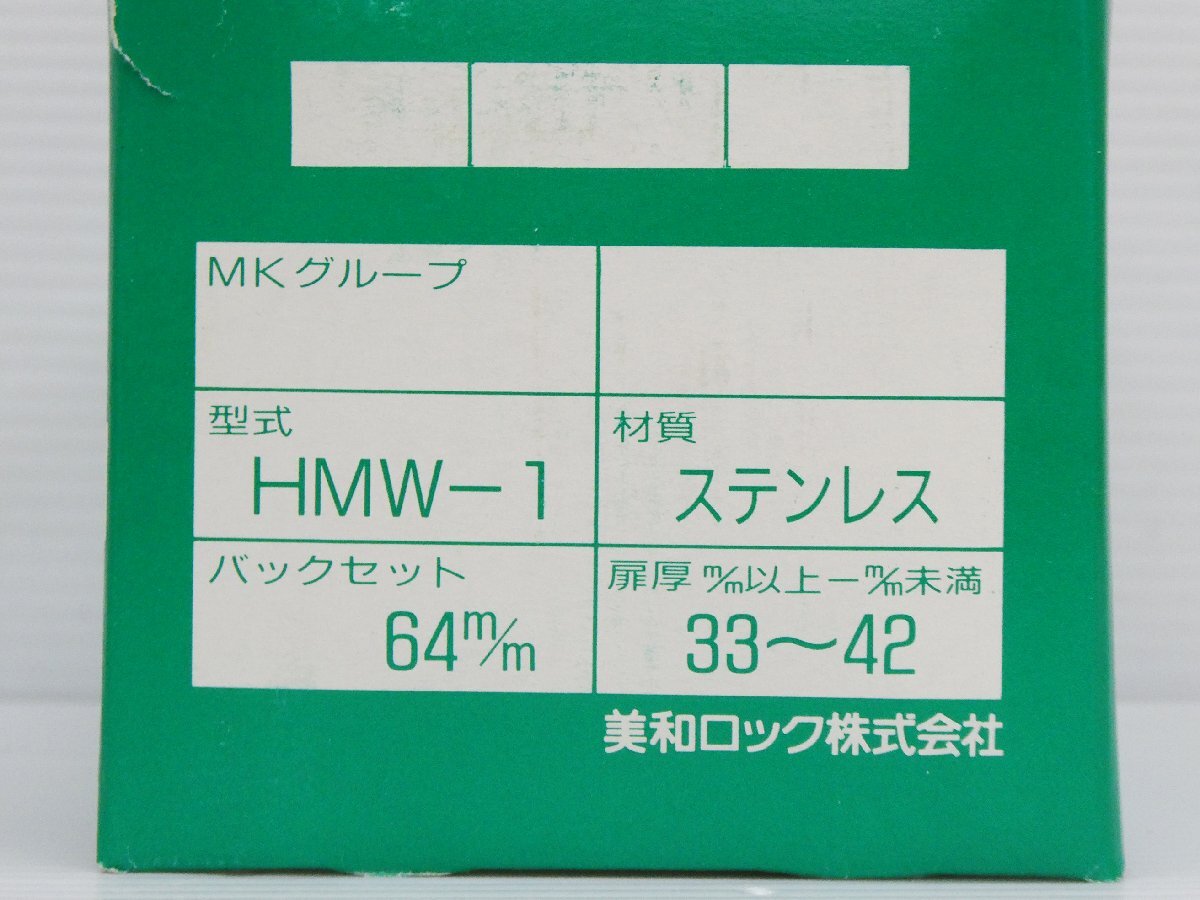 MKグループ
型式
HMW-1
材質
ステンレス
バックセット
64m/m
扉厚 m/m以上ーm/m未満
33〜42
美和ロック株式会社